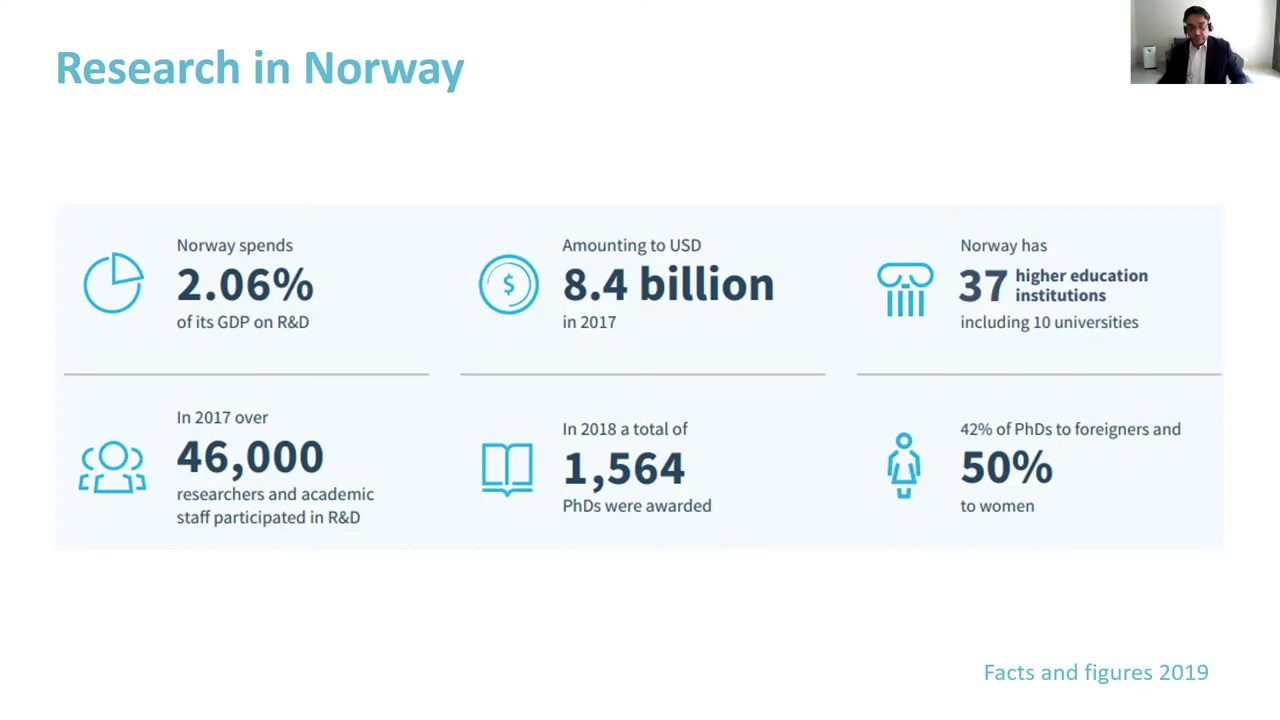 Research in Norway
Norway spends
2.06%
of its GDP on R&D
Amounting to USD
$
8.4 billion
in 2017
Norway has
37 higher education
institutions
including 10 universities
In 2017 over
46,000
researchers and academic
staff participated in R&D
In 2018 a total of
1,564
PhDs were awarded
42% of PhDs to foreigners and
50%
to women
Facts and figures 2019